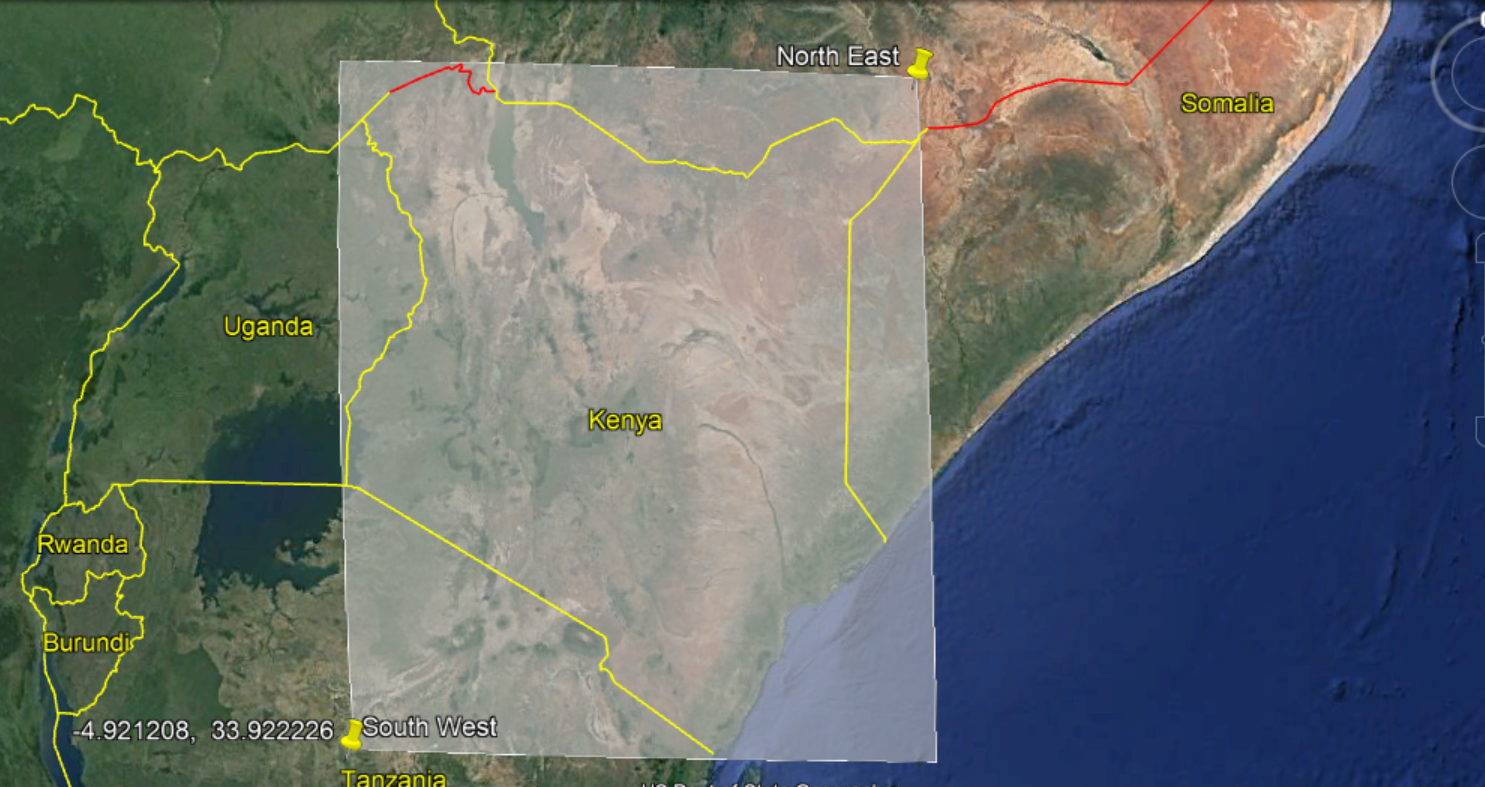 North East
Somalia
Uganda
Kenya
Rwanda
Burundi
-4.921208, 33.922226
South West
Tanzania